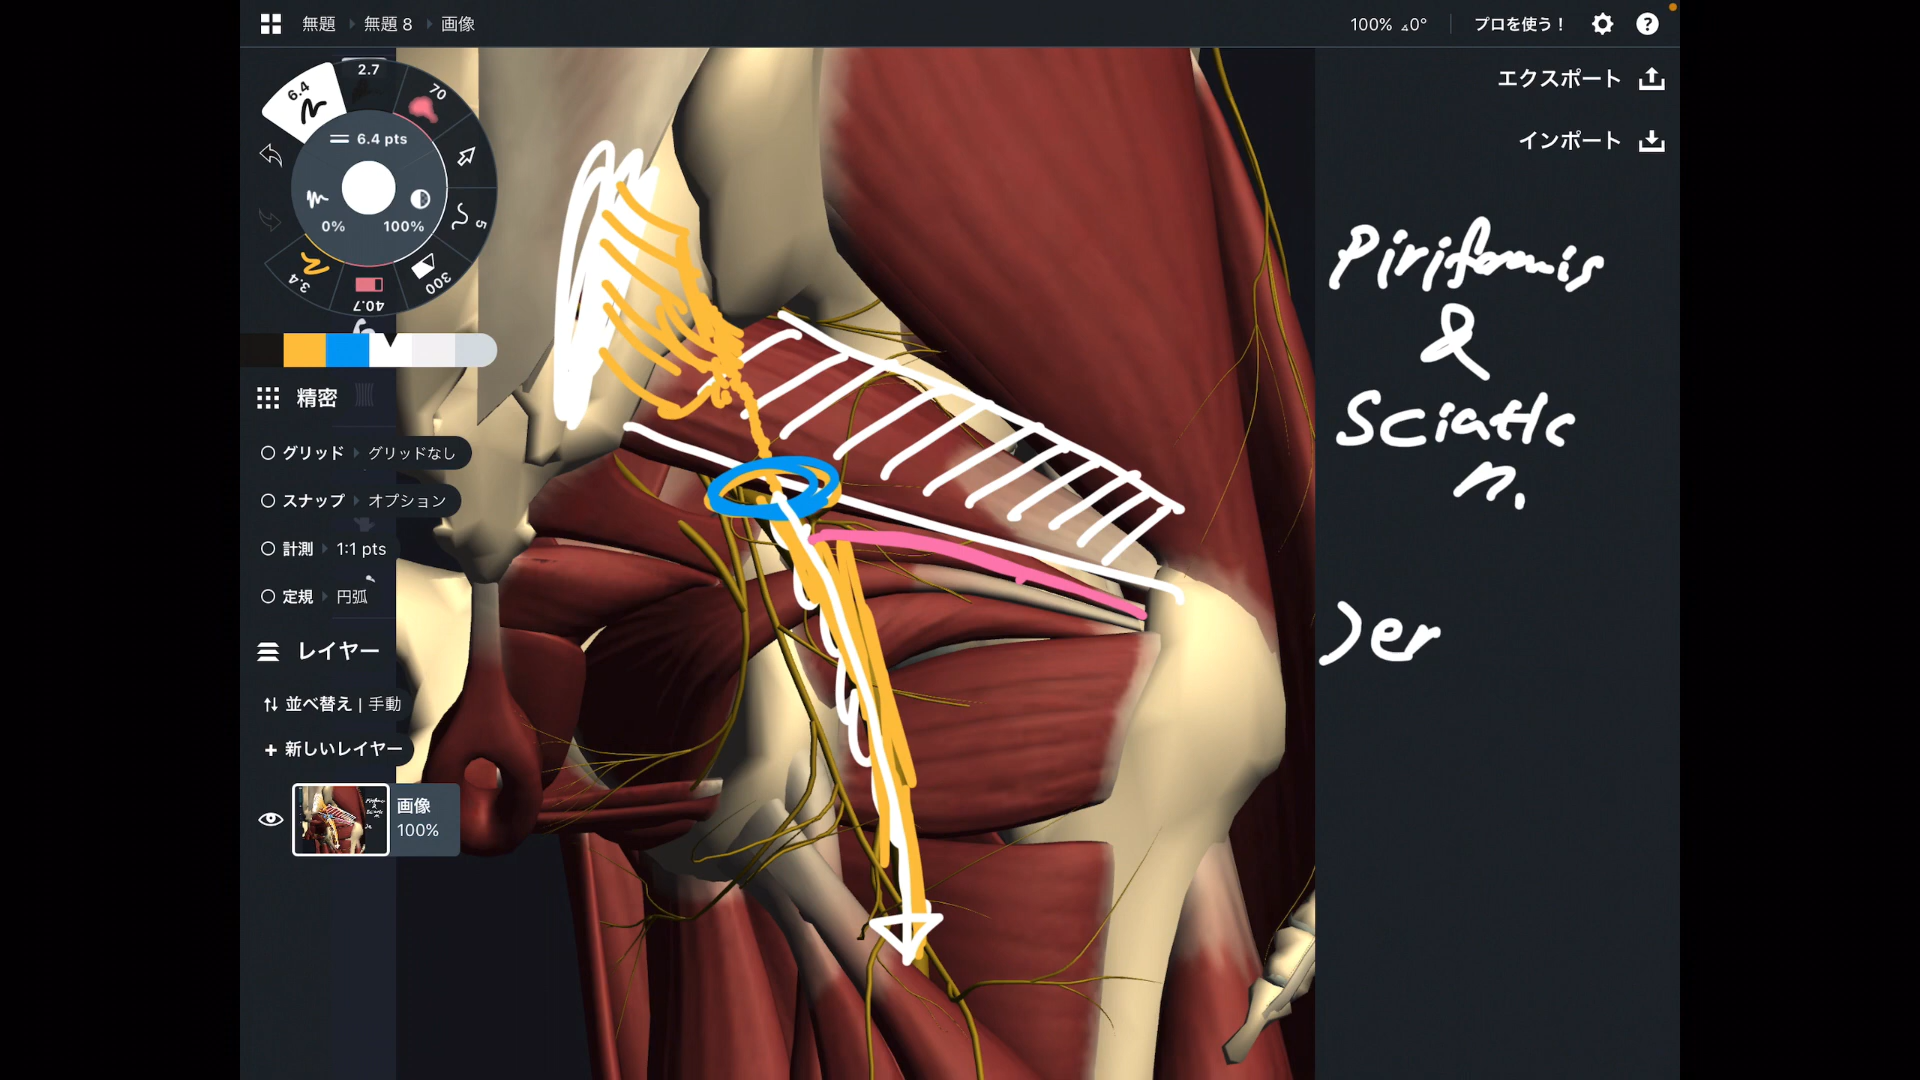 無題 無題 8 画像
100% ⊿0°
プロを使う！
エクスポート
インポート
2.7
6.4
70
6.4 pts
0% 100%
5
300
40.7
3.4
精密
グリッド グリッドなし
スナップ オプション
計測 1:1 pts
定規 円弧
レイヤー
並べ替え | 手動
+ 新しいレイヤー
画像
100%
Piriformis
&
Sciatic
n.